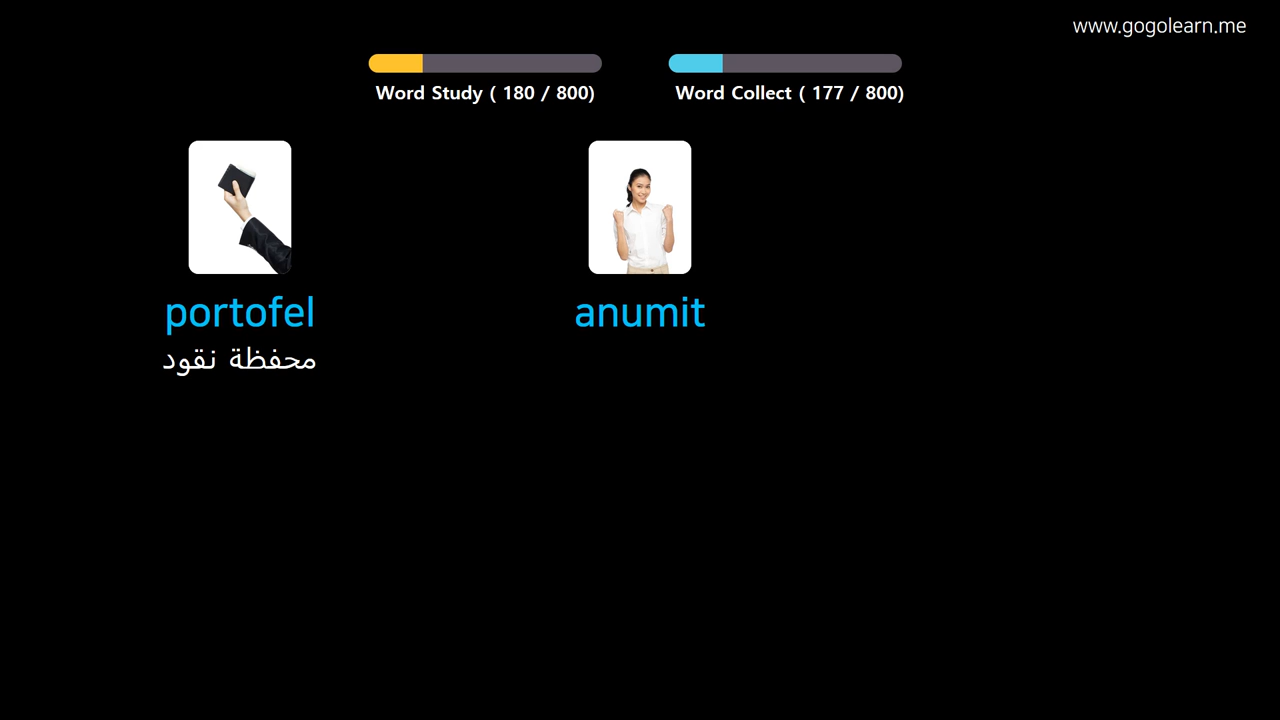 www.gogolearn.me
Word Study ( 180 / 800)
Word Collect ( 177 / 800)
portofel
anumit
محفظة نقود